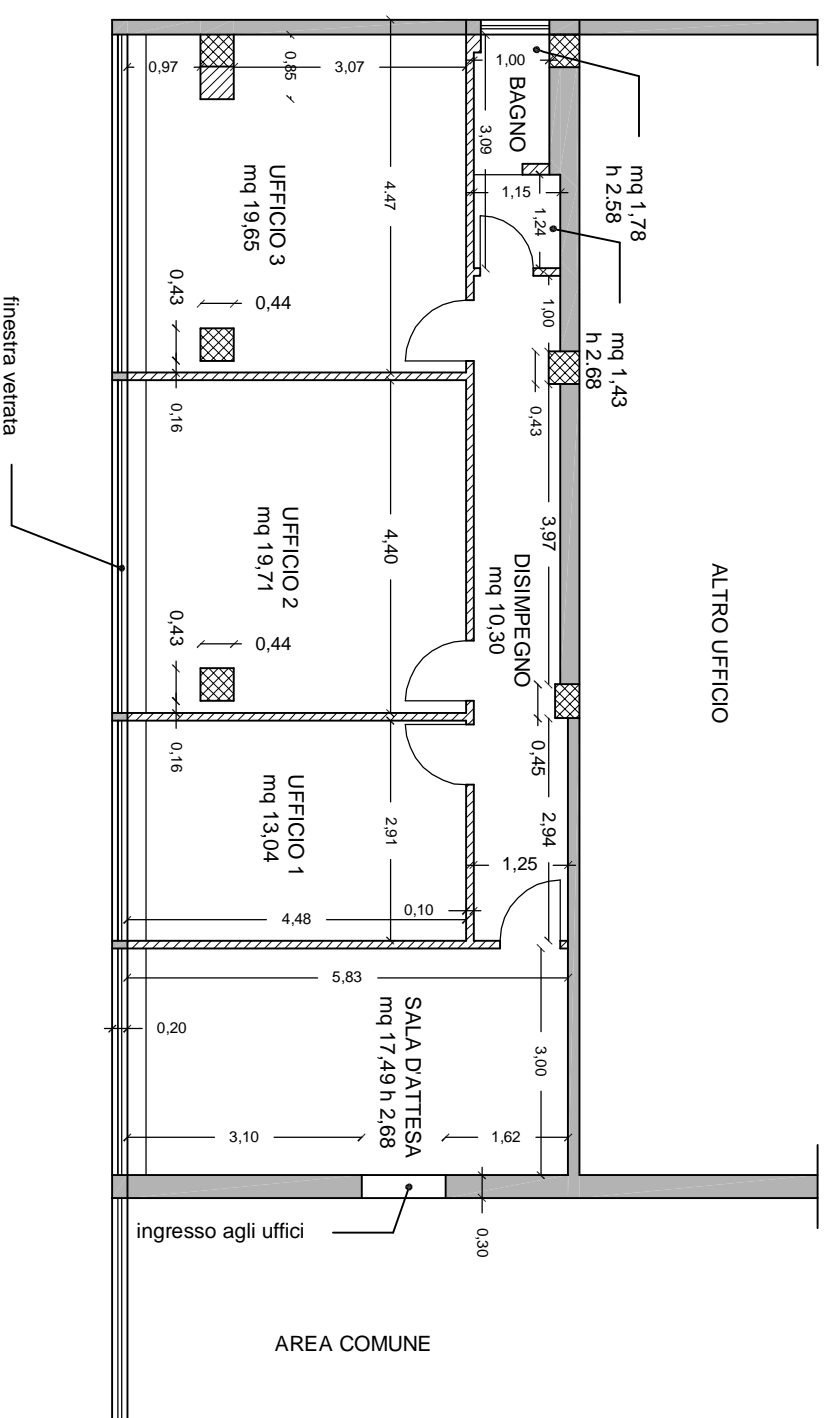 0,97
0,85
3,07
1,00
BAGNO
3,09
4.47
UFFICIO 3
mq 19,65
1,15
1,24
mq 1,78
h 2.58
mq 1,43
h 2.68
0,43
0,44
1,00
0,43
0,16
finestra vetrata
UFFICIO 2
mq 19,71
4,40
DISIMPEGNO
mq 10,30
3,97
ALTRO UFFICIO
0,43
0,44
0,16
0,45
UFFICIO 1
mq 13,04
2,91
2,94
1,25
0,10
4,48
5,83
0,20
SALA D'ATTESA
mq 17,49 h 2,68
3,00
3,10
1,62
ingresso agli uffici
0,30
AREA COMUNE